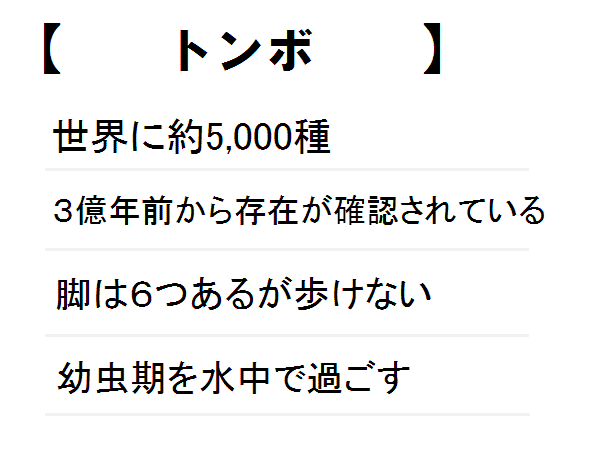 【　　トンボ　　】
世界に約5,000種
３億年前から存在が確認されている
脚は６つあるが歩けない
幼虫期を水中で過ごす